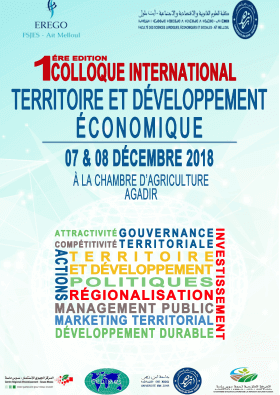 EREGO
FSJES - Ait Melloul
1ÈRE EDITION
COLLOQUE INTERNATIONAL
TERRITOIRE ET DÉVELOPPEMENT
ÉCONOMIQUE
07 & 08 DÉCEMBRE 2018
À LA CHAMBRE D'AGRICULTURE
AGADIR
ATTRACTIVITÉ GOUVERNANCE
COMPÉTITIVITÉ TERRITORIALE
ACTIONS
INVESTISSEMENT
TERRITOIRE
ET DÉVELOPPEMENT
POLITIQUES
RÉGIONALISATION
MANAGEMENT PUBLIC
MARKETING TERRITORIAL
DÉVELOPPEMENT DURABLE